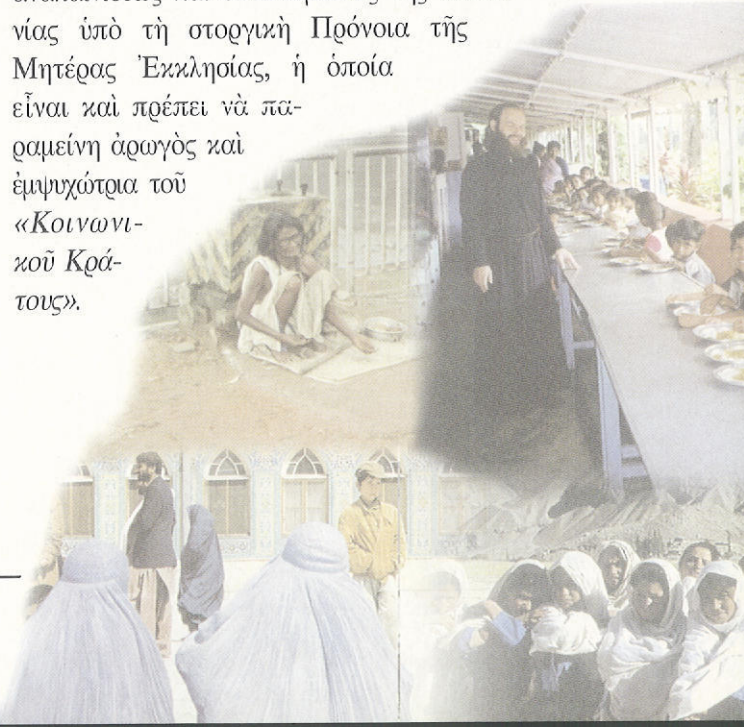 νίας ὑπὸ τὴ στοργικὴ Πρόνοια τῆς
Μητέρας Ἐκκλησίας, ἡ ὁποία
εἶναι καὶ πρέπει νὰ πα-
ραμείνη ἀρωγὸς καὶ
ἐμψυχώτρια τοῦ
«Κοινωνι-
κοῦ Κρά-
τους».